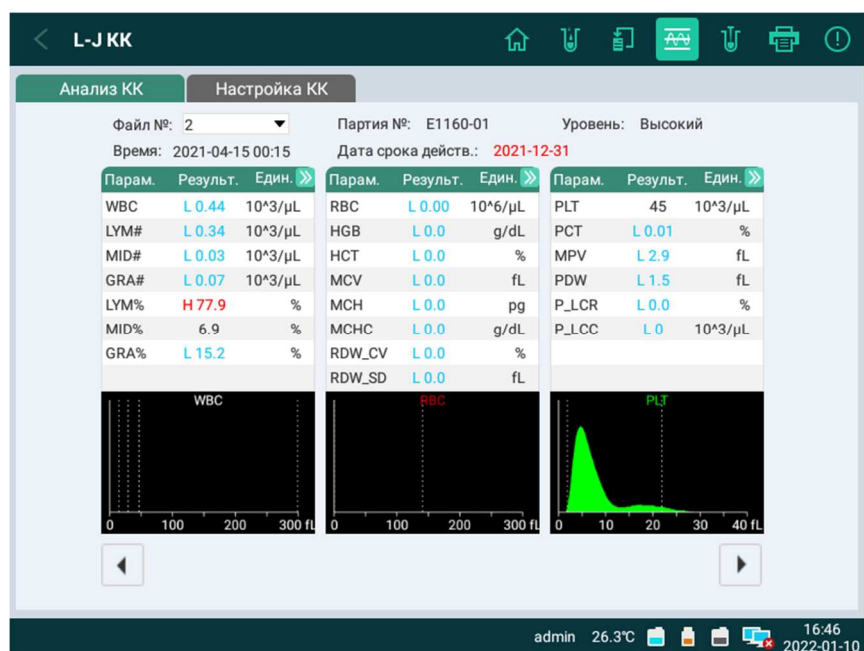 L-J KK
Анализ КК Настройка КК
Файл №: 2 Партия №: E1160-01 Уровень: Высокий
Время: 2021-04-15 00:15 Дата срока действ.: 2021-12-31
Парам. Результ. Един. Парам. Результ. Един. Парам. Результ. Един.
WBC L 0.44 10^3/µL RBC L 0.00 10^6/µL PLT 45 10^3/µL
LYM# L 0.34 10^3/µL HGB L 0.0 g/dL PCT L 0.01 %
MID# L 0.03 10^3/µL HCT L 0.0 % MPV L 2.9 fL
GRA# L 0.07 10^3/µL MCV L 0.0 fL PDW L 1.5 fL
LYM% H 77.9 % MCH L 0.0 pg P_LCR L 0.0 %
MID% 6.9 % MCHC L 0.0 g/dL P_LCC L 0 10^3/µL
GRA% L 15.2 % RDW_CV L 0.0 %
RDW_SD L 0.0 fL
WBC RBC PLT
0 100 200 300 fL 0 100 200 300 fL 0 10 20 30 40 fL
admin 26.3℃ 16:46
2022-01-10